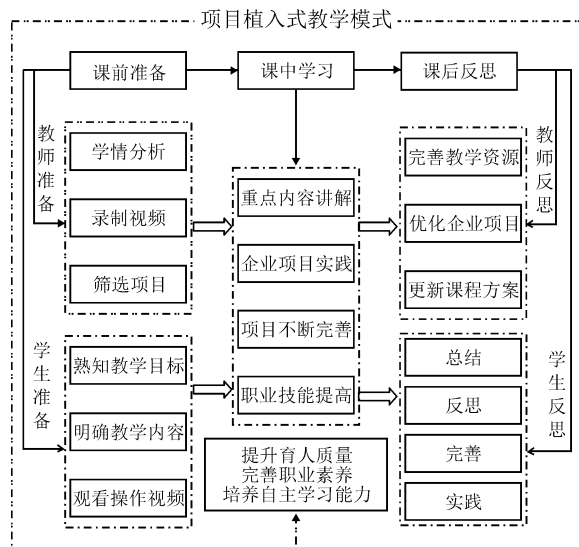 项目植入式教学模式
课前准备
课中学习
课后反思
教师准备
学情分析
录制视频
筛选项目
学生准备
熟知教学目标
明确教学内容
观看操作视频
重点内容讲解
企业项目实践
项目不断完善
职业技能提高
提升育人质量
完善职业素养
培养自主学习能力
教师反思
完善教学资源
优化企业项目
更新课程方案
学生反思
总结
反思
完善
实践